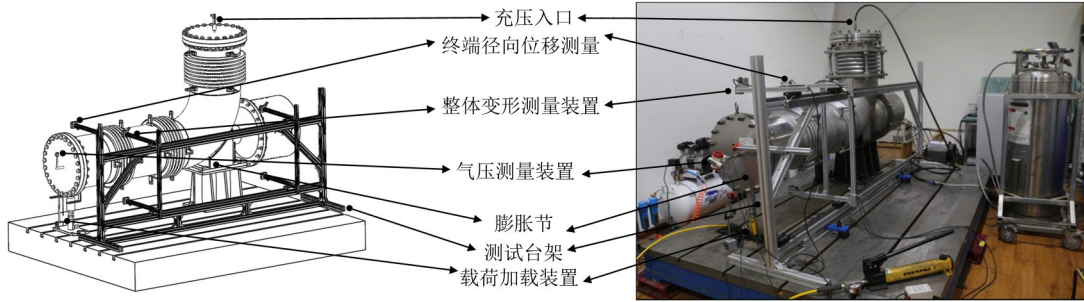 充压入口
终端径向位移测量
整体变形测量装置
气压测量装置
膨胀节
测试台架
载荷加载装置
ENERPAC